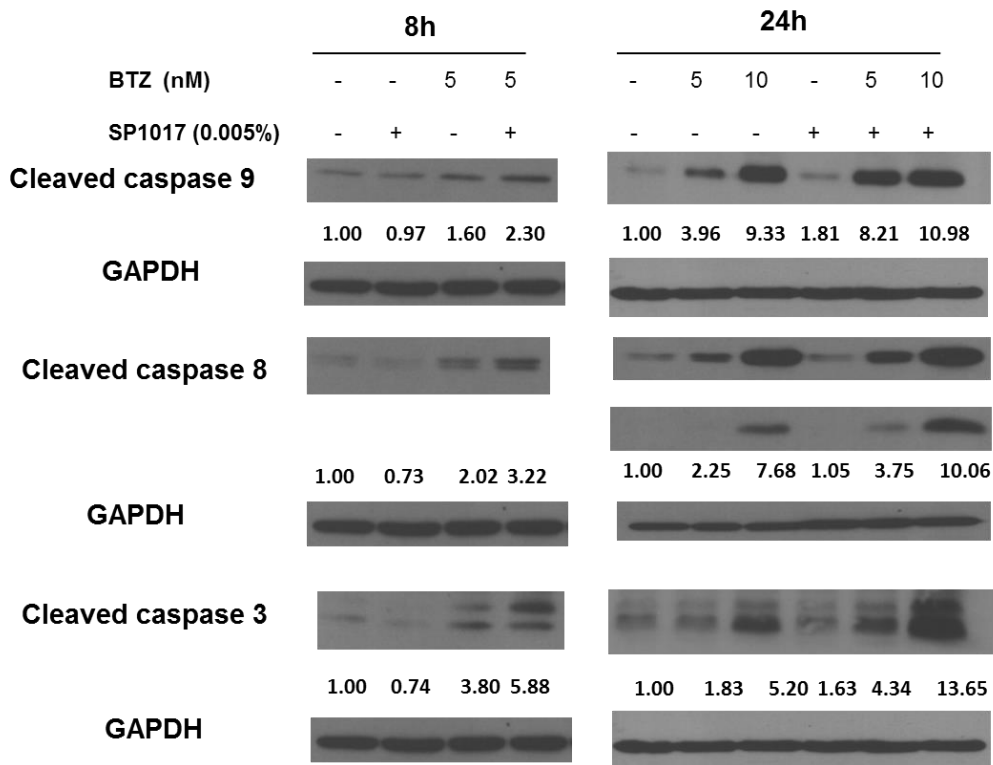 8h 24h
BTZ (nM) - - 5 5 - 5 10 - 5 10
SP1017 (0.005%) - + - + - - - + + +
Cleaved caspase 9
1.00 0.97 1.60 2.30 1.00 3.96 9.33 1.81 8.21 10.98
GAPDH
Cleaved caspase 8
1.00 0.73 2.02 3.22 1.00 2.25 7.68 1.05 3.75 10.06
GAPDH
Cleaved caspase 3
1.00 0.74 3.80 5.88 1.00 1.83 5.20 1.63 4.34 13.65
GAPDH